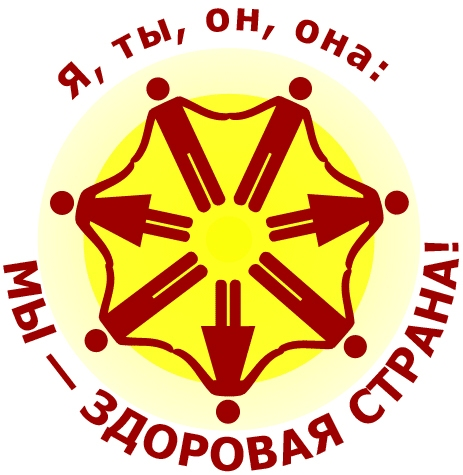 Я, ты, он, она:
МЫ — ЗДОРОВАЯ СТРАНА!